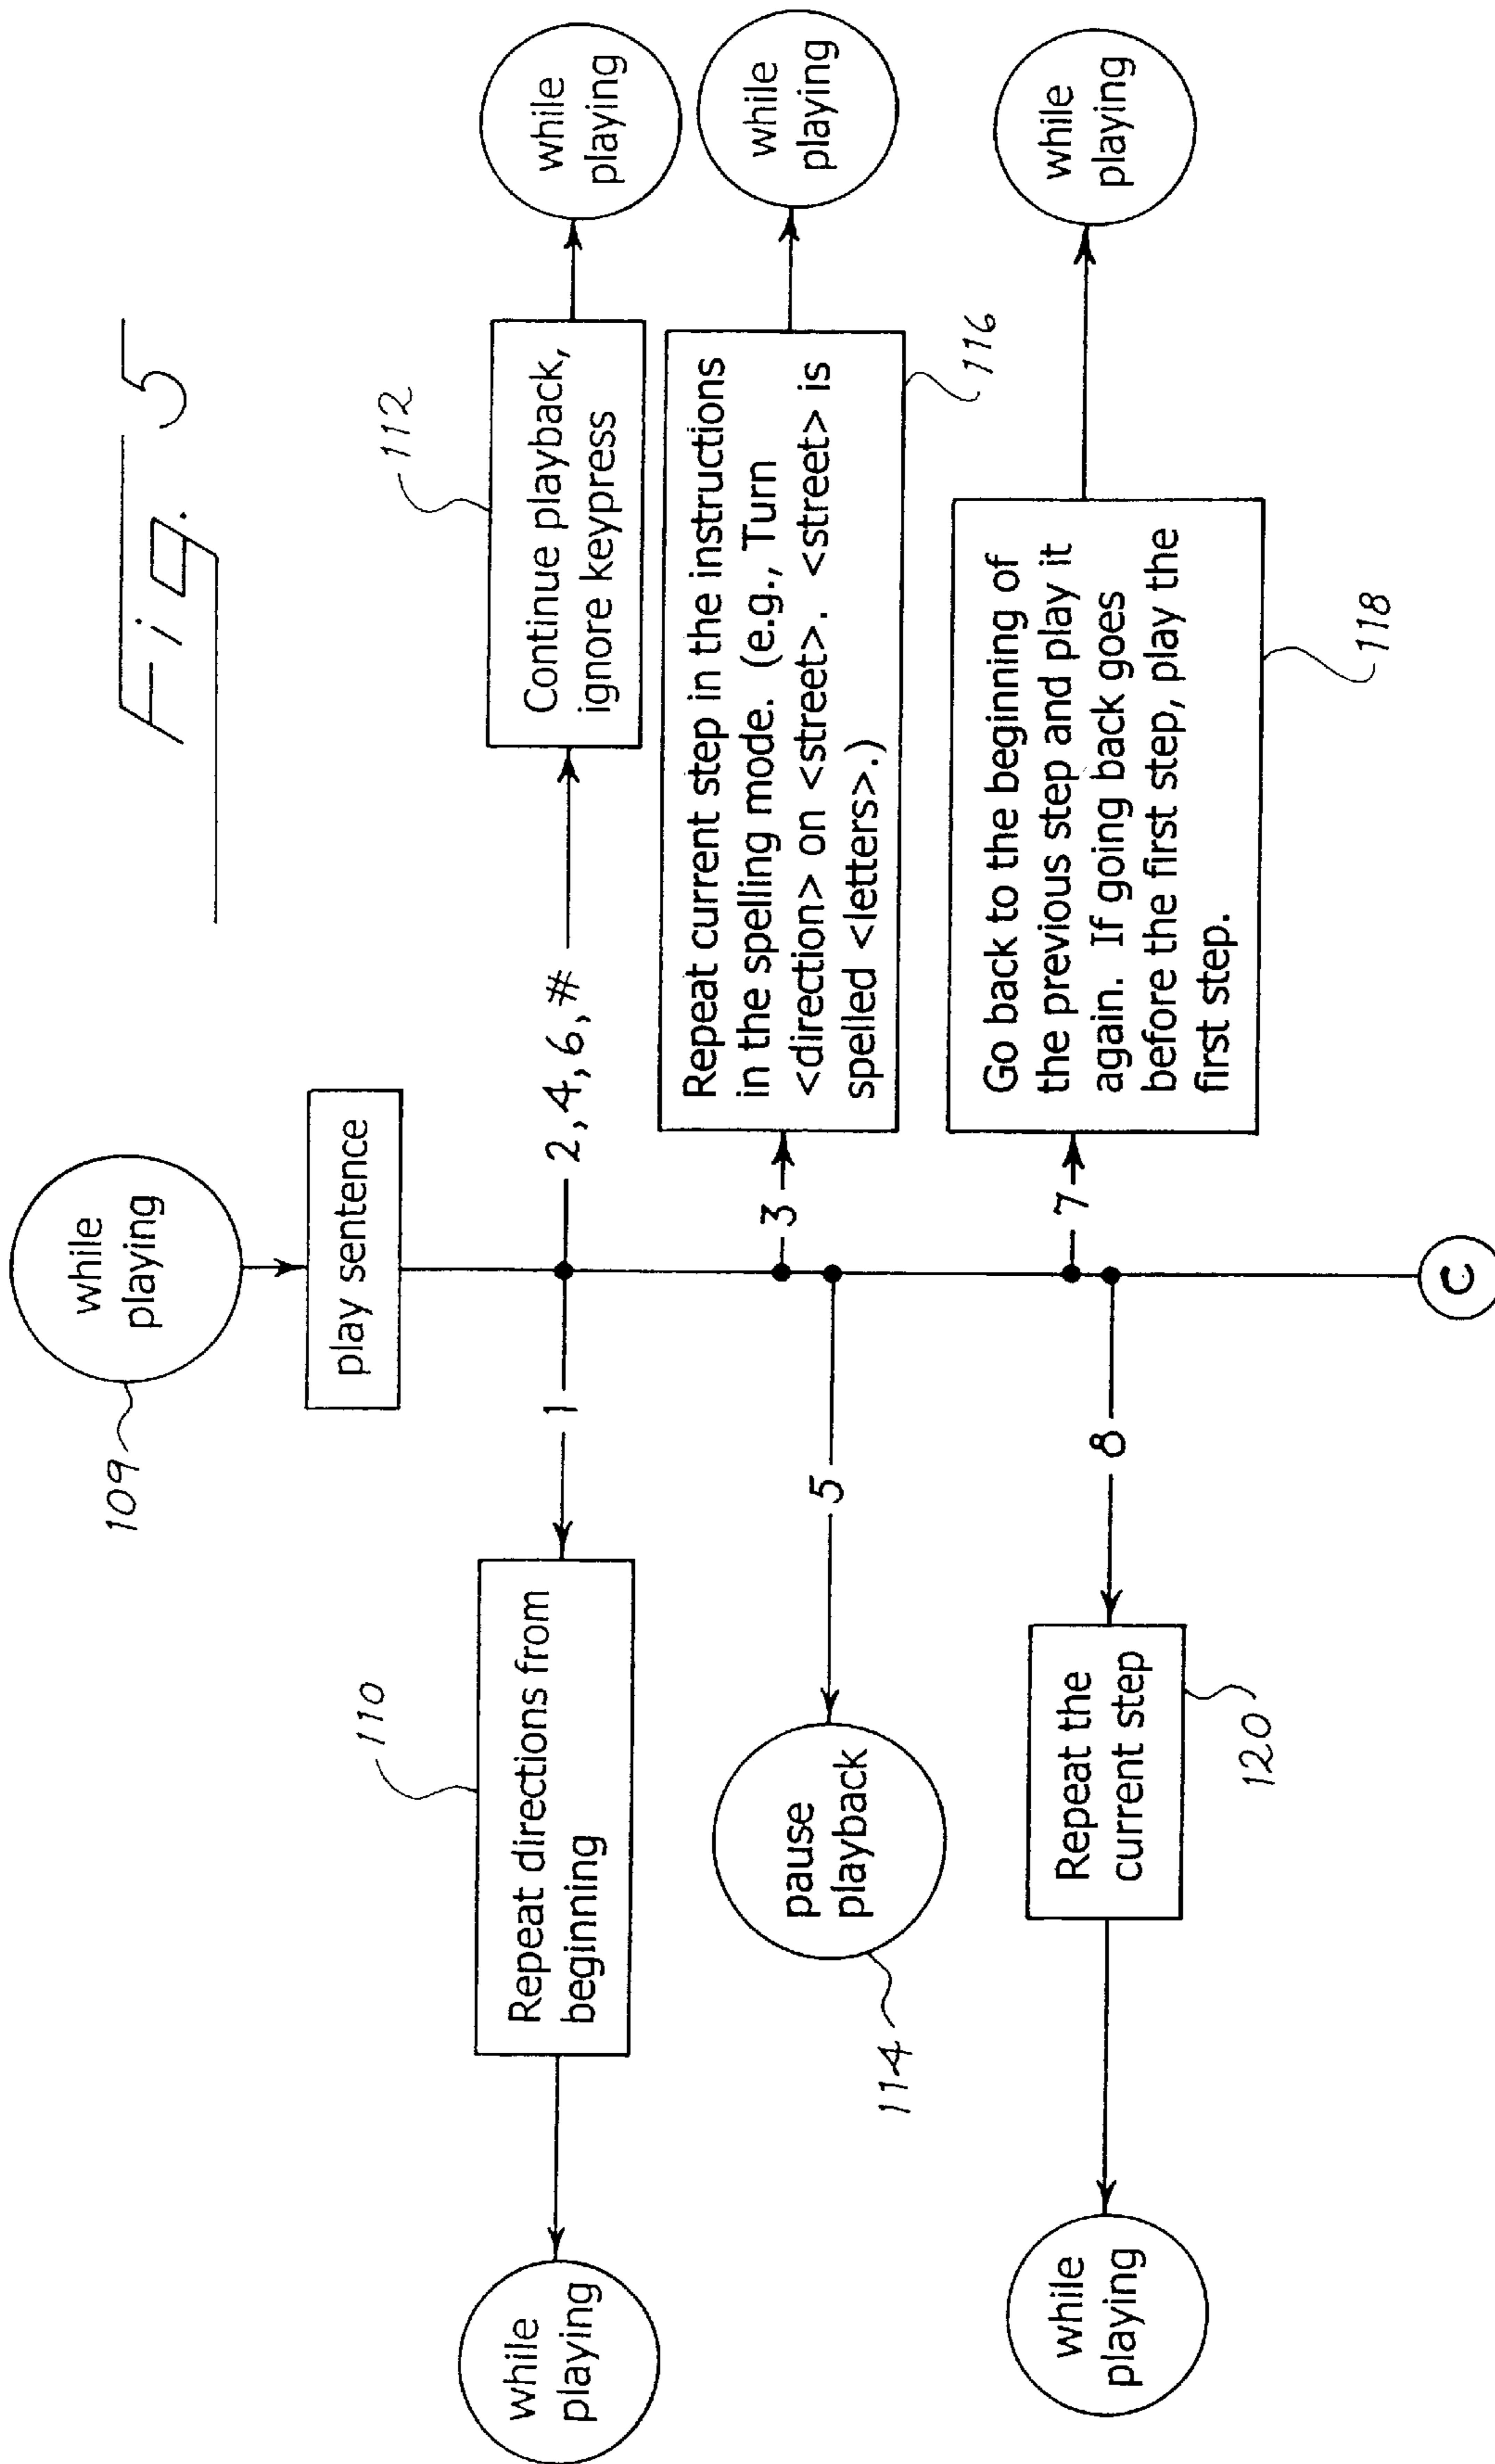 Fig. 5
while
playing
109
play sentence
1
2,4,6,#
110
Repeat directions from
beginning
while
playing
112
Continue playback,
ignore keypress
while
playing
3
Repeat current step in the instructions
in the spelling mode. (e.g., Turn
<direction> on <street>. <street> is
spelled <letters>.)
116
while
playing
5
pause
playback
114
7
Go back to the beginning of
the previous step and play it
again. If going back goes
before the first step, play the
first step.
118
while
playing
8
Repeat the
current step
120
while
playing
C